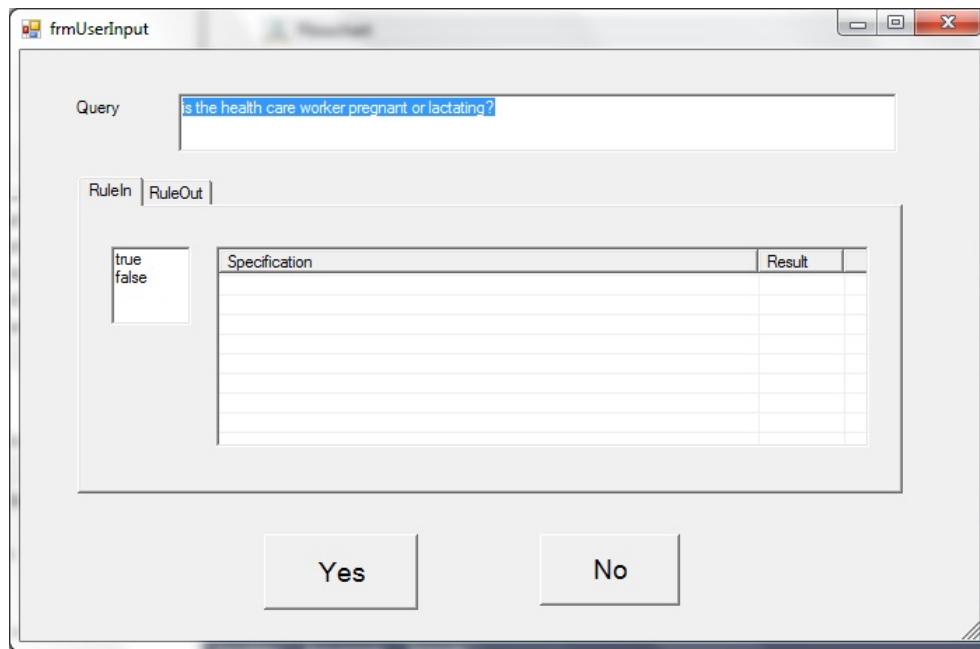 frmUserInput
Query
is the health care worker pregnant or lactating?
RuleIn RuleOut
true
false
Specification Result
Yes No